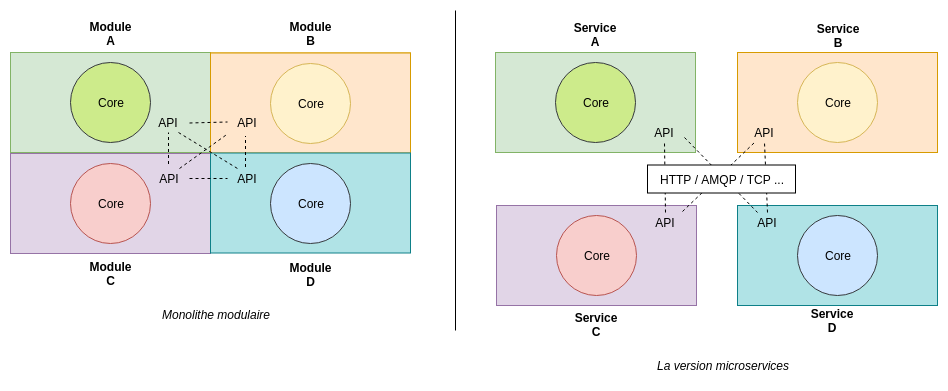 Module
A
Module
B
Core
Core
API
API
API
API
Core
Core
Module
C
Module
D
Monolithe modulaire
Service
A
Service
B
Core
Core
API
API
HTTP / AMQP / TCP ...
API
API
Core
Core
Service
C
Service
D
La version microservices